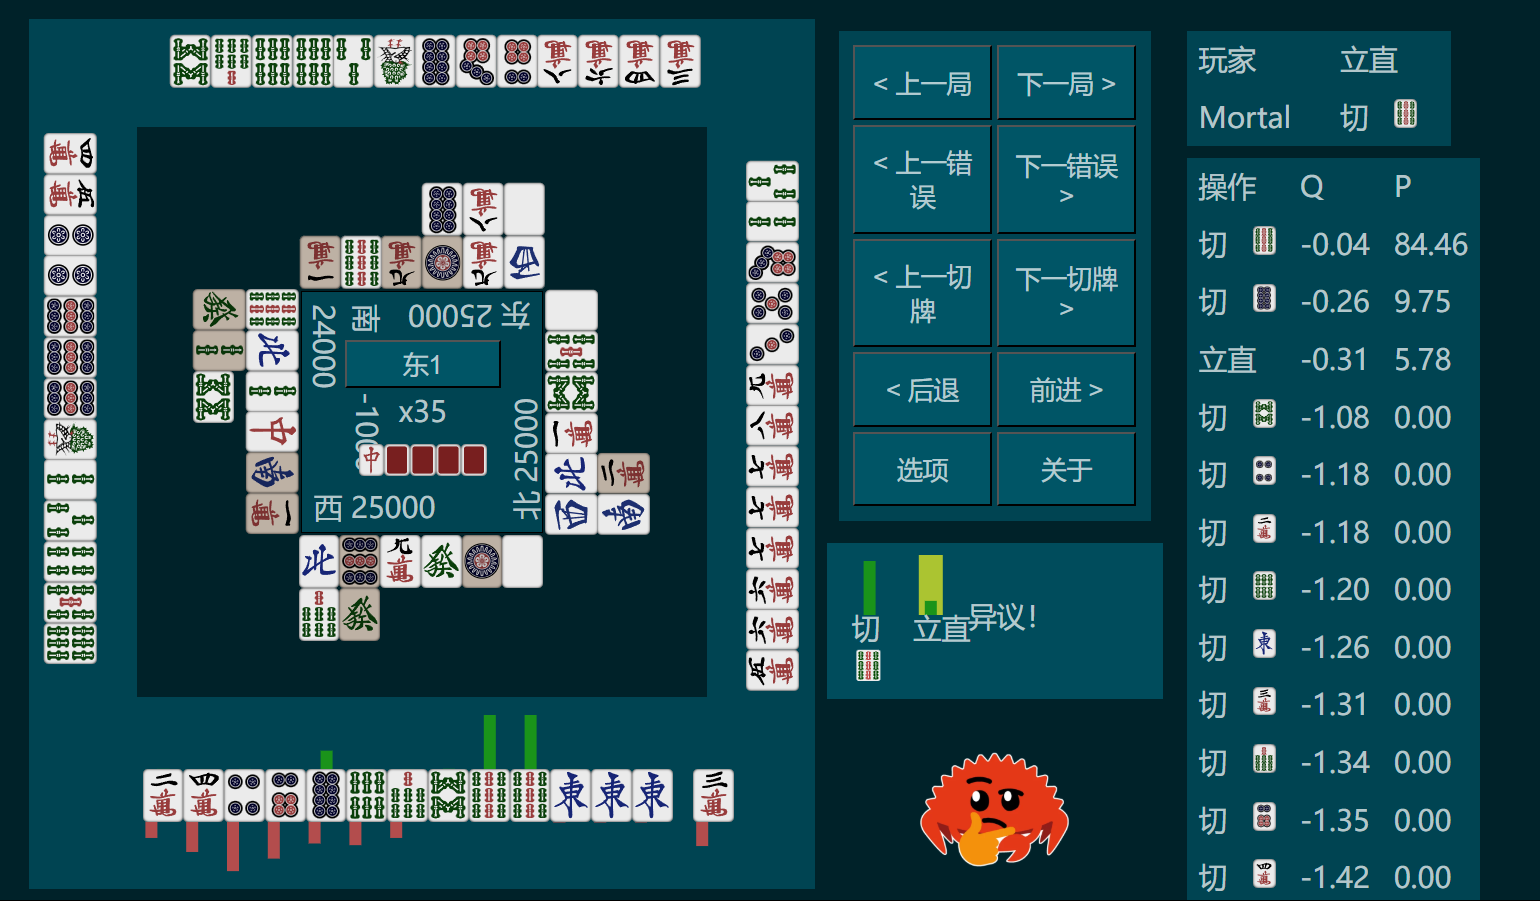 东 25000
南 24000
-100
东1
x35
中
西 25000
北 25000
< 上一局
下一局 >
< 上一错误
下一错误 >
< 上一切牌
下一切牌 >
< 后退
前进 >
选项
关于
切
立直
异议！
玩家 立直
Mortal 切
操作 Q P
切 -0.04 84.46
切 -0.26 9.75
立直 -0.31 5.78
切 -1.08 0.00
切 -1.18 0.00
切 -1.18 0.00
切 -1.20 0.00
切 -1.26 0.00
切 -1.31 0.00
切 -1.34 0.00
切 -1.35 0.00
切 -1.42 0.00